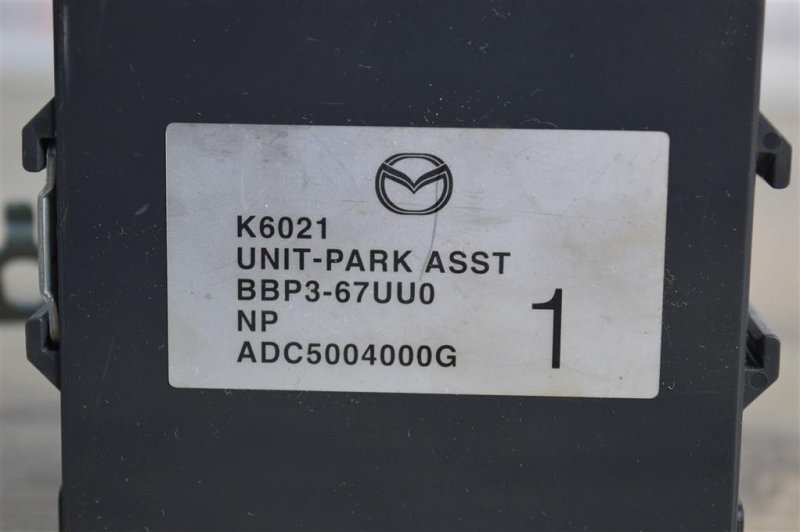 K6021
UNIT-PARK ASST
BBP3-67UU0
NP
ADC5004000G
1